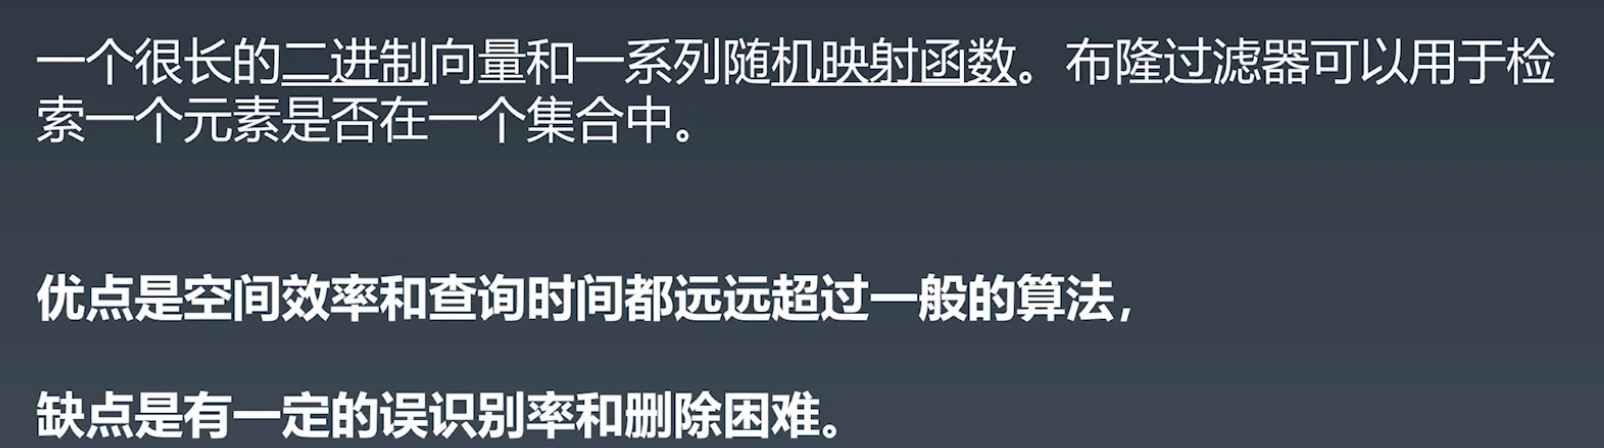 一个很长的二进制向量和一系列随机映射函数。布隆过滤器可以用于检
索一个元素是否在一个集合中。
优点是空间效率和查询时间都远远超过一般的算法，
缺点是有一定的误识别率和删除困难。